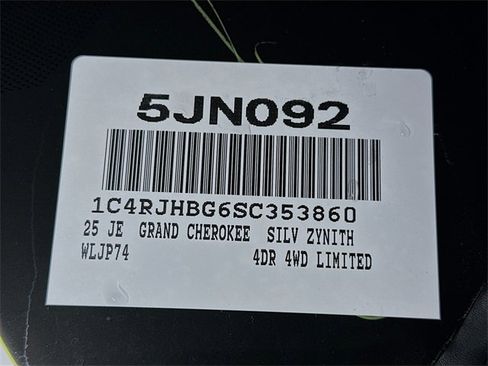 5JN092
1C4RJHBG6SC353860
25 JE GRAND CHEROKEE SILV ZYNITH
WLJP74 4DR 4WD LIMITED